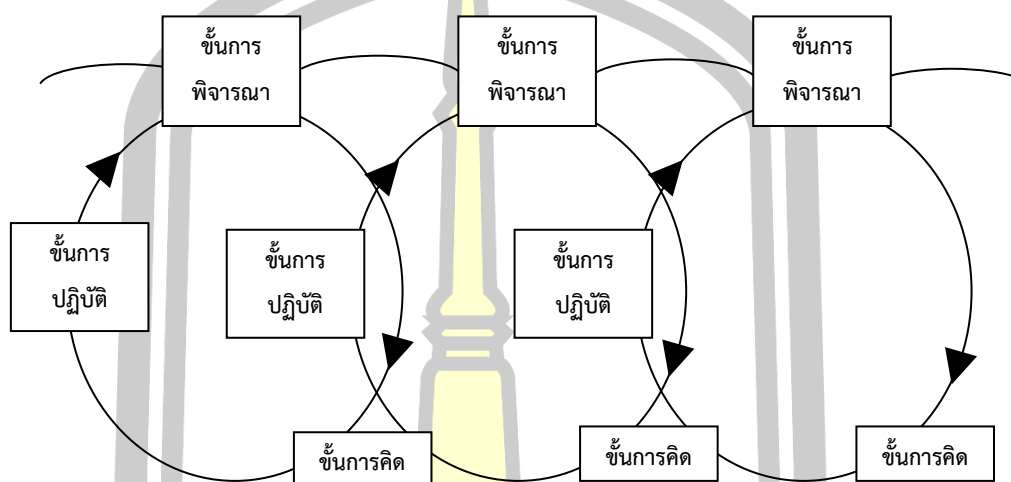 ขั้นการ
พิจารณา
ขั้นการ
พิจารณา
ขั้นการ
พิจารณา
ขั้นการ
ปฏิบัติ
ขั้นการ
ปฏิบัติ
ขั้นการ
ปฏิบัติ
ขั้นการคิด
ขั้นการคิด
ขั้นการคิด